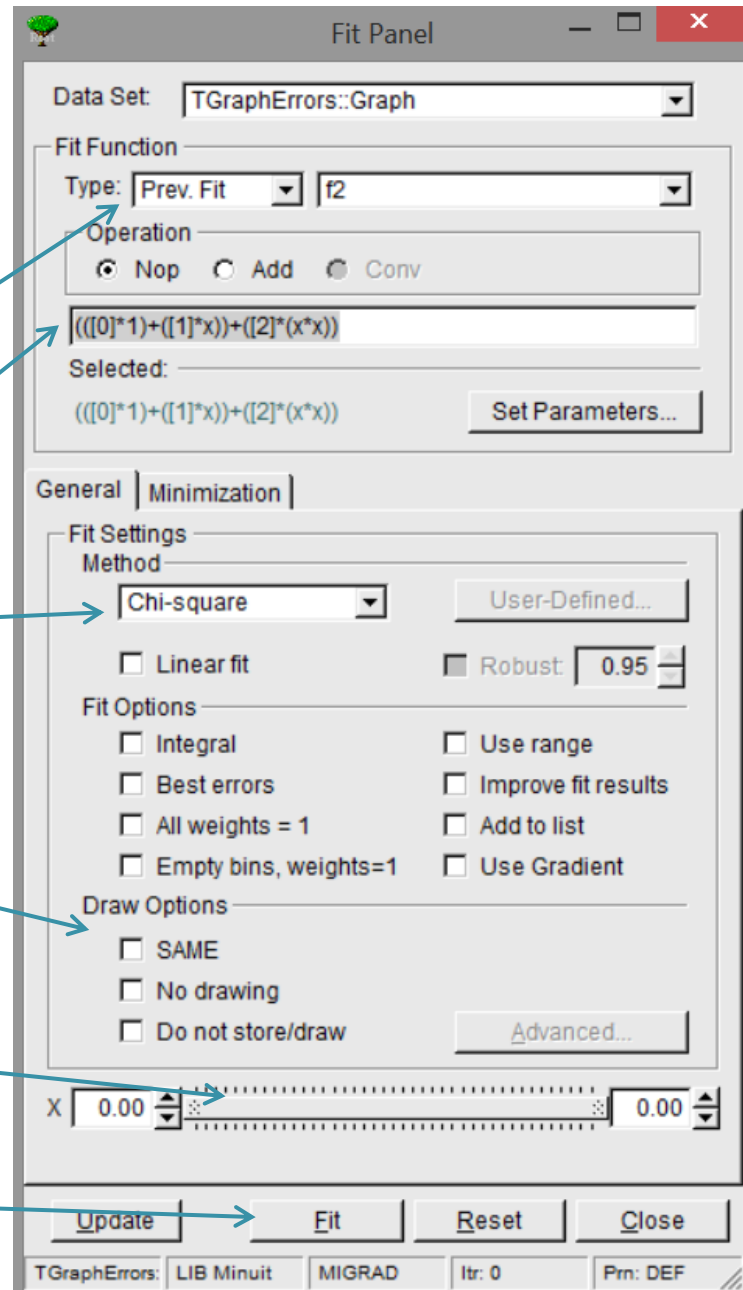 Fit Panel
Data Set: TGraphErrors::Graph
Fit Function
Type: Prev. Fit f2
Operation
Nop Add Conv
(([0]*1)+([1]*x))+([2]*(x*x))
Selected:
(([0]*1)+([1]*x))+([2]*(x*x)) Set Parameters...
General Minimization
Fit Settings
Method
Chi-square User-Defined...
Linear fit Robust: 0.95
Fit Options
Integral Use range
Best errors Improve fit results
All weights = 1 Add to list
Empty bins, weights=1 Use Gradient
Draw Options
SAME
No drawing
Do not store/draw Advanced...
X 0.00 0.00
Update Fit Reset Close
TGraphErrors: LIB Minuit MIGRAD Itr: 0 Prn: DEF